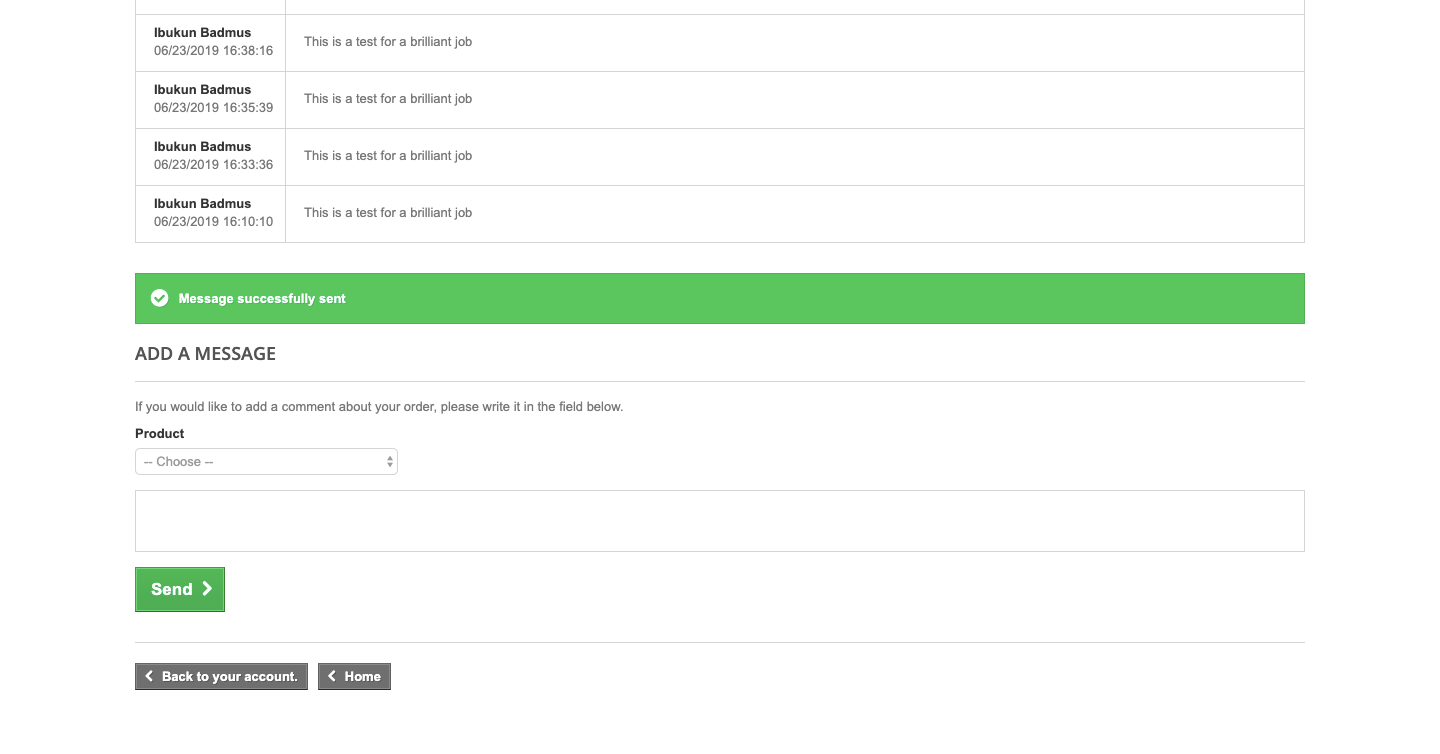 Ibukun Badmus
06/23/2019 16:38:16
This is a test for a brilliant job
Ibukun Badmus
06/23/2019 16:35:39
This is a test for a brilliant job
Ibukun Badmus
06/23/2019 16:33:36
This is a test for a brilliant job
Ibukun Badmus
06/23/2019 16:10:10
This is a test for a brilliant job
Message successfully sent
ADD A MESSAGE
If you would like to add a comment about your order, please write it in the field below.
Product
-- Choose --
Send
Back to your account.
Home